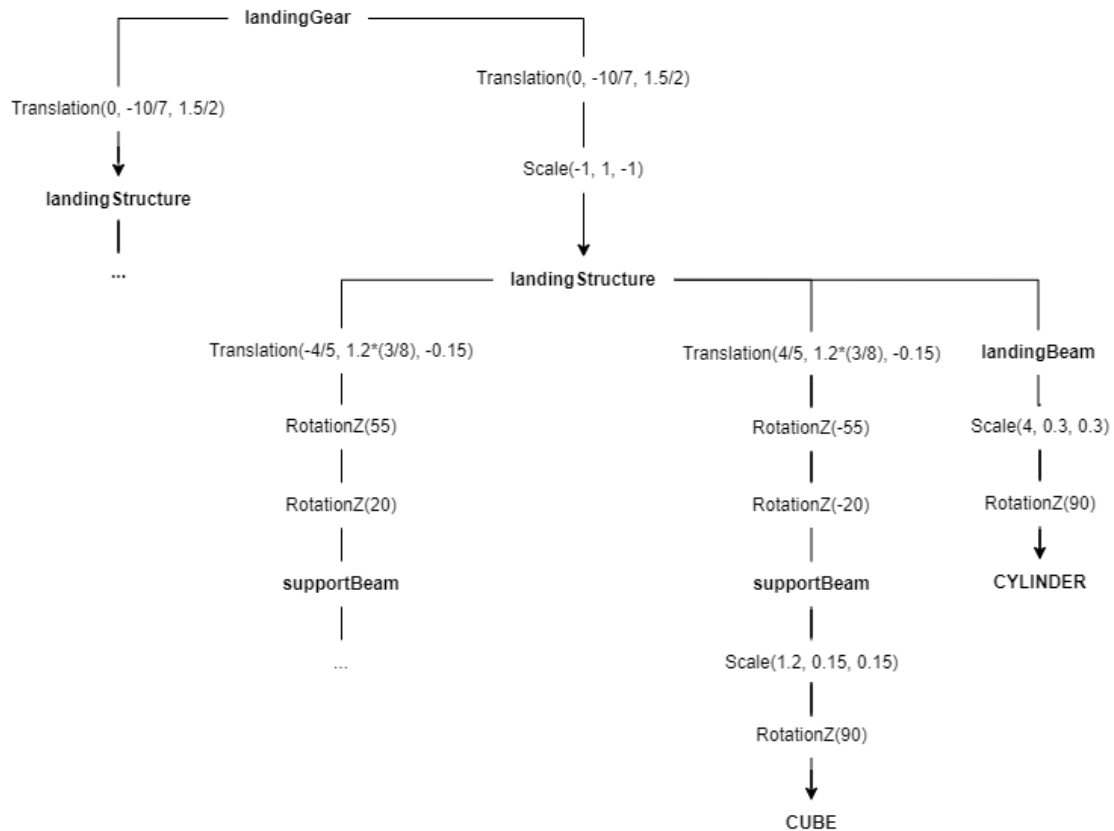 landingGear
Translation(0, -10/7, 1.5/2)
Translation(0, -10/7, 1.5/2)
Scale(-1, 1, -1)
landingStructure
...
landingStructure
Translation(-4/5, 1.2*(3/8), -0.15)
Translation(4/5, 1.2*(3/8), -0.15)
landingBeam
RotationZ(55)
RotationZ(-55)
Scale(4, 0.3, 0.3)
RotationZ(20)
RotationZ(-20)
RotationZ(90)
supportBeam
supportBeam
CYLINDER
...
Scale(1.2, 0.15, 0.15)
RotationZ(90)
CUBE